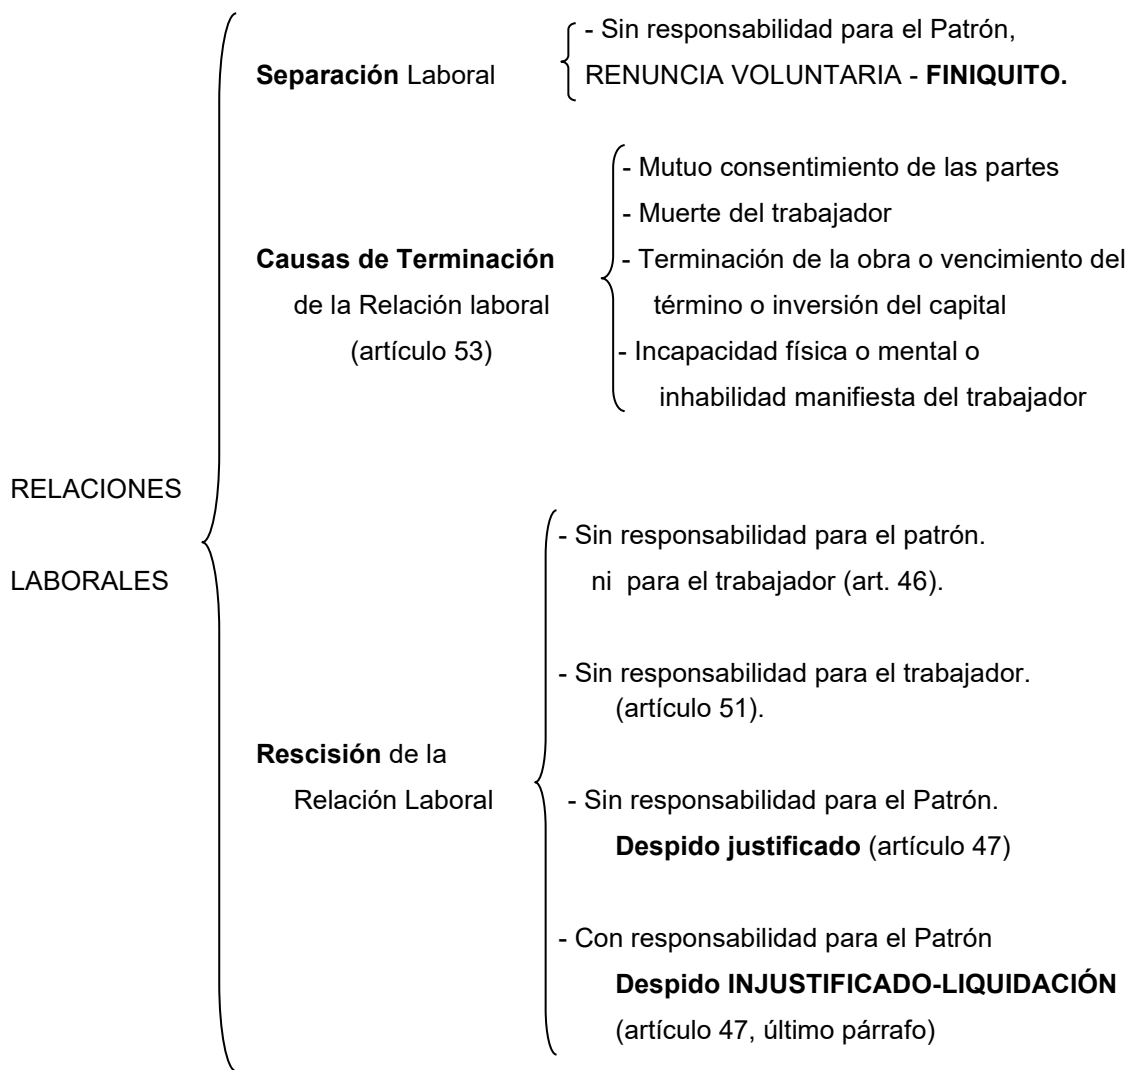 - Sin responsabilidad para el Patrón,
Separación Laboral
RENUNCIA VOLUNTARIA - FINIQUITO.
- Mutuo consentimiento de las partes
- Muerte del trabajador
Causas de Terminación
- Terminación de la obra o vencimiento del
de la Relación laboral
término o inversión del capital
(artículo 53)
- Incapacidad física o mental o
inhabilidad manifiesta del trabajador
RELACIONES
LABORALES
- Sin responsabilidad para el patrón.
ni para el trabajador (art. 46).
- Sin responsabilidad para el trabajador.
(artículo 51).
Rescisión de la
Relación Laboral
- Sin responsabilidad para el Patrón.
Despido justificado (artículo 47)
- Con responsabilidad para el Patrón
Despido INJUSTIFICADO-LIQUIDACIÓN
(artículo 47, último párrafo)